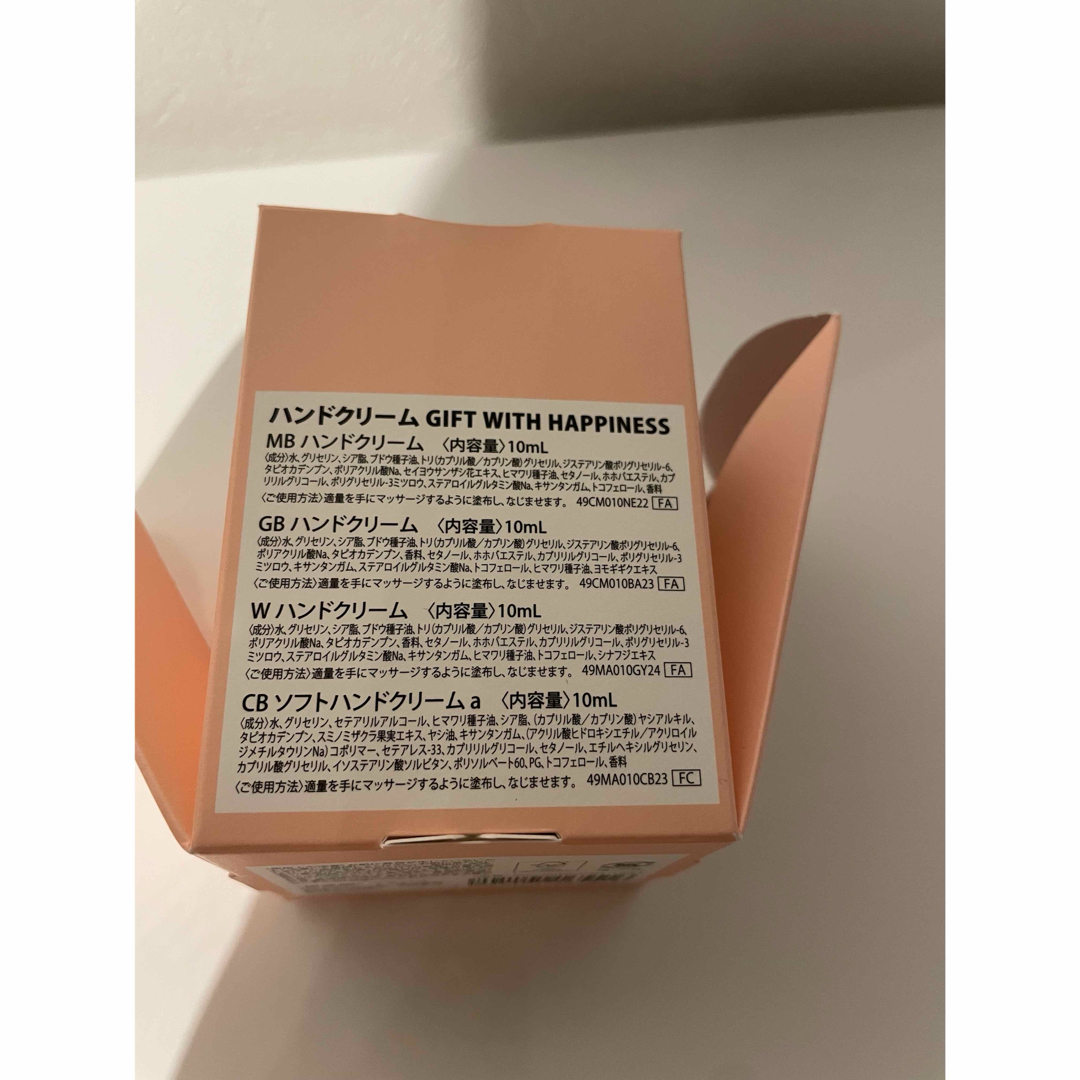 ハンドクリーム GIFT WITH HAPPINESS
MB ハンドクリーム 〈内容量〉10mL
〈成分〉水、グリセリン、シア脂、ブドウ種子油、トリ(カプリル酸/カプリン酸)グリセリル、ジステアリン酸ポリグリセリル-6、
タピオカデンプン、ポリアクリル酸Na、セイヨウサンザシ花エキス、ヒマワリ種子油、セタノール、ホホバエステル、カプ
リリルグリコール、ポリグリセリル-3ミツロウ、ステアロイルグルタミン酸Na、キサンタンガム、トコフェロール、香料
〈ご使用方法〉適量を手にマッサージするように塗布し、なじませます。 49CM010NE22 FA
GB ハンドクリーム 〈内容量〉10mL
〈成分〉水、グリセリン、シア脂、ブドウ種子油、トリ(カプリル酸/カプリン酸)グリセリル、ジステアリン酸ポリグリセリル-6、
ポリアクリル酸Na、タピオカデンプン、香料、セタノール、ホホバエステル、カプリリルグリコール、ポリグリセリル-3
ミツロウ、キサンタンガム、ステアロイルグルタミン酸Na、トコフェロール、ヒマワリ種子油、ヨモギギクエキス
〈ご使用方法〉適量を手にマッサージするように塗布し、なじませます。 49CM010BA23 FA
W ハンドクリーム 〈内容量〉10mL
〈成分〉水、グリセリン、シア脂、ブドウ種子油、トリ(カプリル酸/カプリン酸)グリセリル、ジステアリン酸ポリグリセリル-6、
ポリアクリル酸Na、タピオカデンプン、香料、セタノール、ホホバエステル、カプリリルグリコール、ポリグリセリル-3
ミツロウ、ステアロイルグルタミン酸Na、キサンタンガム、ヒマワリ種子油、トコフェロール、シナフジエキス
〈ご使用方法〉適量を手にマッサージするように塗布し、なじませます。 49MA010GY24 FA
CB ソフトハンドクリーム a 〈内容量〉10mL
〈成分〉水、グリセリン、セテアリルアルコール、ヒマワリ種子油、シア脂、(カプリル酸/カプリン酸)ヤシアルキル、
タピオカデンプン、スミノミザクラ果実エキス、ヤシ油、キサンタンガム、(アクリル酸ヒドロキシエチル/アクリロイル
ジメチルタウリンNa)コポリマー、セテアレス-33、カプリリルグリコール、セタノール、エチルヘキシルグリセリン、
カプリル酸グリセリル、イソステアリン酸ソルビタン、ポリソルベート60、PG、トコフェロール、香料
〈ご使用方法〉適量を手にマッサージするように塗布し、なじませます。 49MA010CB23 FC